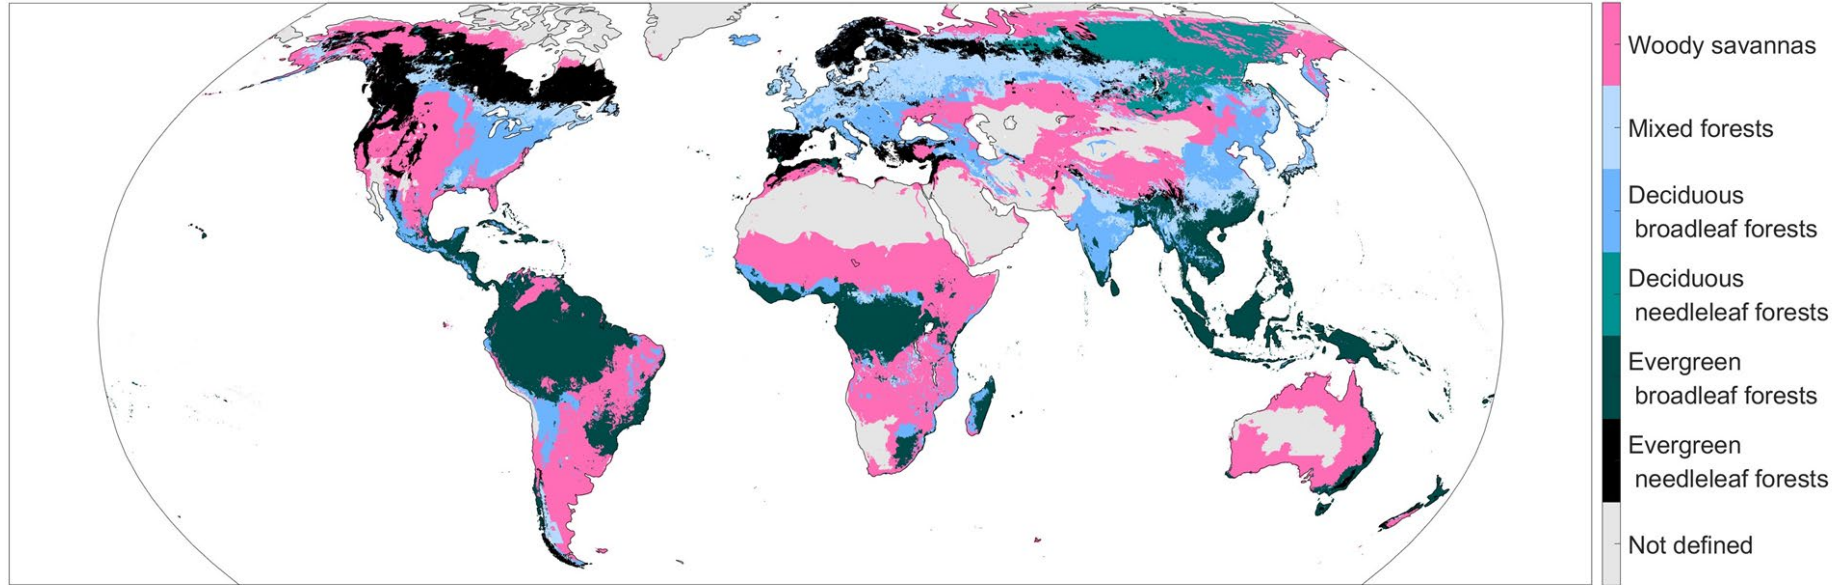 Woody savannas
Mixed forests
Deciduous
broadleaf forests
Deciduous
needleleaf forests
Evergreen
broadleaf forests
Evergreen
needleleaf forests
Not defined